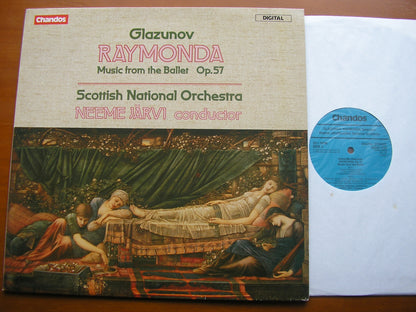 Chandos
DIGITAL
Glazunov
RAYMONDA
Music from the Ballet Op.57
Scottish National Orchestra
NEEME JÄRVI conductor
Chandos